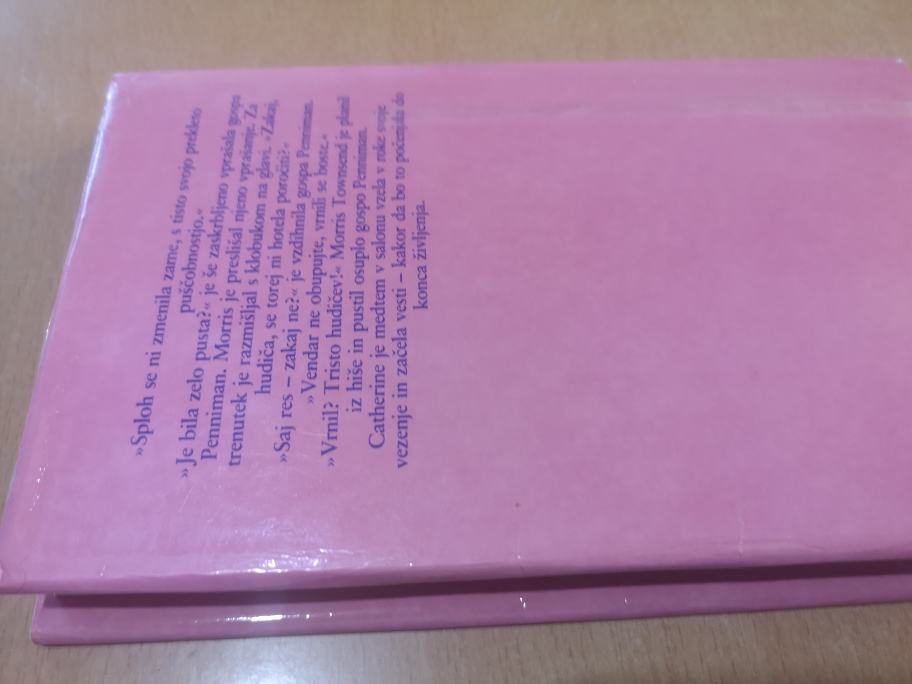 »Sploh se ni zmenila zame, s tisto svojo prekleto
puščobnostjo.«
»Je bila zelo pusta?« je še zaskrbljeno vprašala gospa
Penniman. Morris je preslišal njeno vprašanje. Za
trenutek je razmišljal s klobukom na glavi. »Zakaj,
hudiča, se torej ni hotela poročiti?«
»Saj res – zakaj ne?« je vzdihnila gospa Penniman.
»Vendar ne obupujte, vrnili se boste.«
»Vrnil? Tristo hudičev!« Morris Townsend je planil
iz hiše in pustil osuplo gospo Penniman.
Catherine je medtem v salonu vzela v roke svoje
vezenje in začela vesti – kakor da bo to počenjala do
konca življenja.